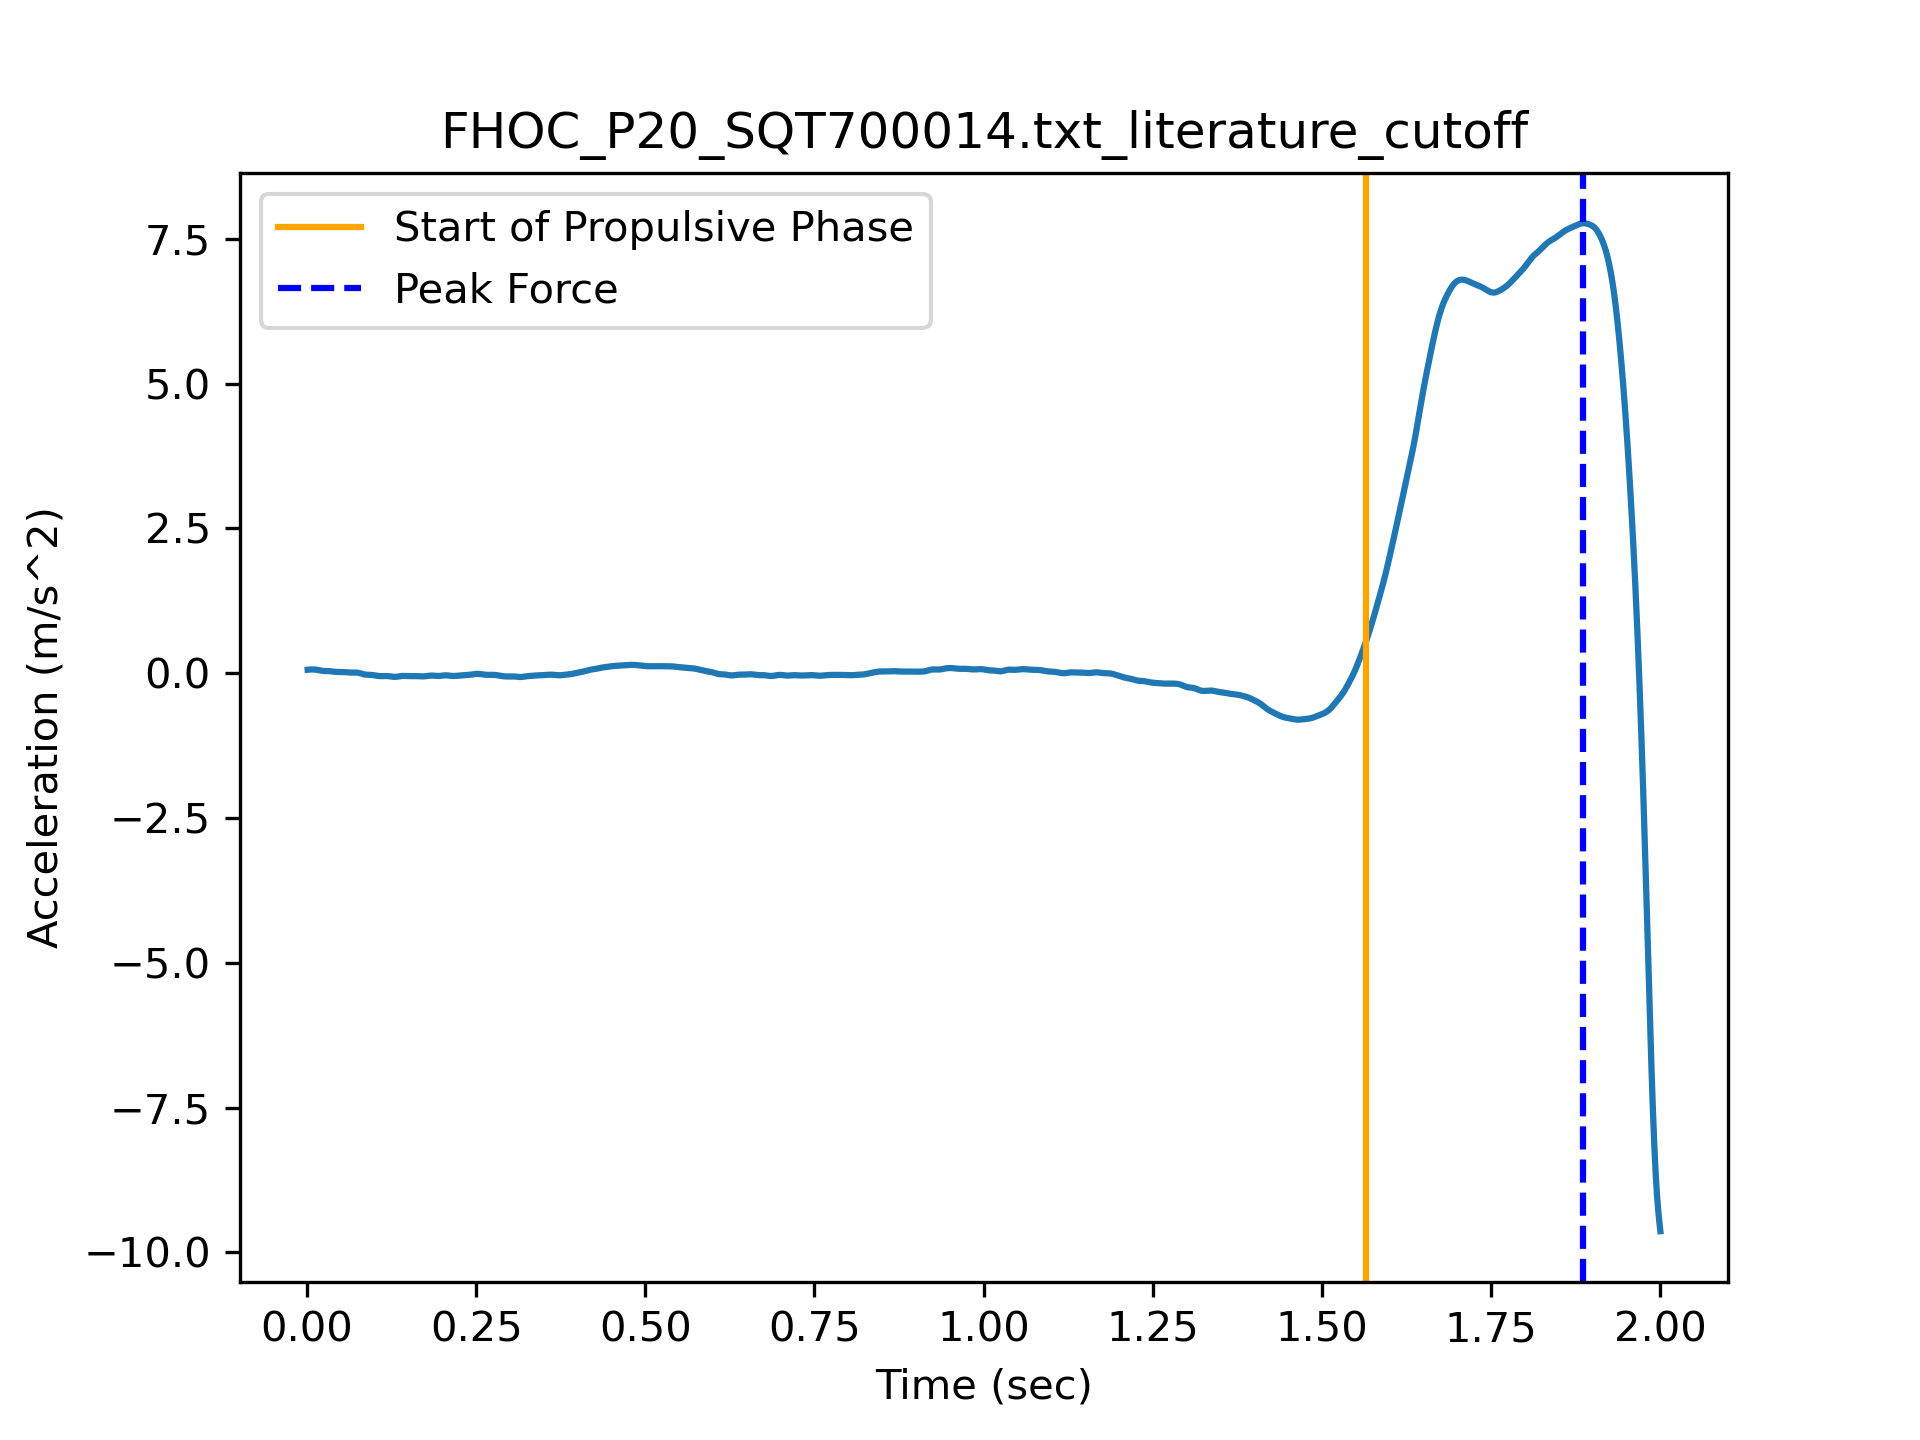 FHOC_P20_SQT700014.txt_literature_cutoff
Start of Propulsive Phase
Peak Force
7.5
5.0
2.5
0.0
−2.5
−5.0
−7.5
−10.0
Acceleration (m/s^2)
0.00 0.25 0.50 0.75 1.00 1.25 1.50 1.75 2.00
Time (sec)